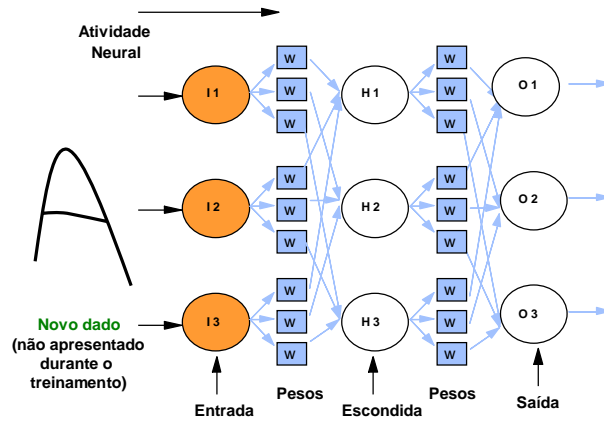 Atividade
Neural
I 1
W
W
W
H 1
W
W
W
O 1
I 2
W
W
W
H 2
W
W
W
O 2
I 3
W
W
W
H 3
W
W
W
O 3
Novo dado
(não apresentado
durante o
treinamento)
Entrada
Pesos
Escondida
Pesos
Saída